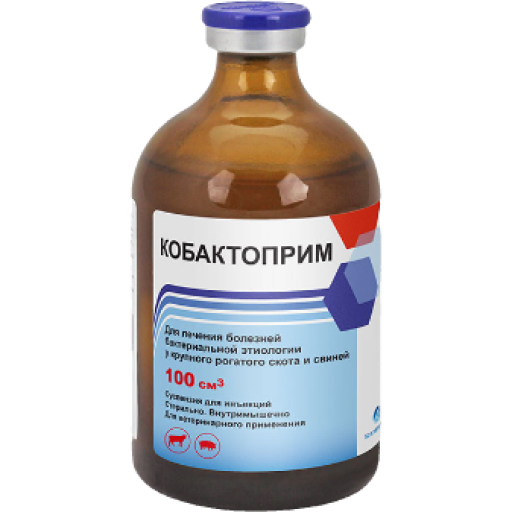 КОБАКТОПРИМ
Для лечения болезней
бактериальной этиологии
у крупного рогатого скота и свиней
100 см³
Суспензия для инъекций
Стерильно. Внутримышечно
Для ветеринарного применения